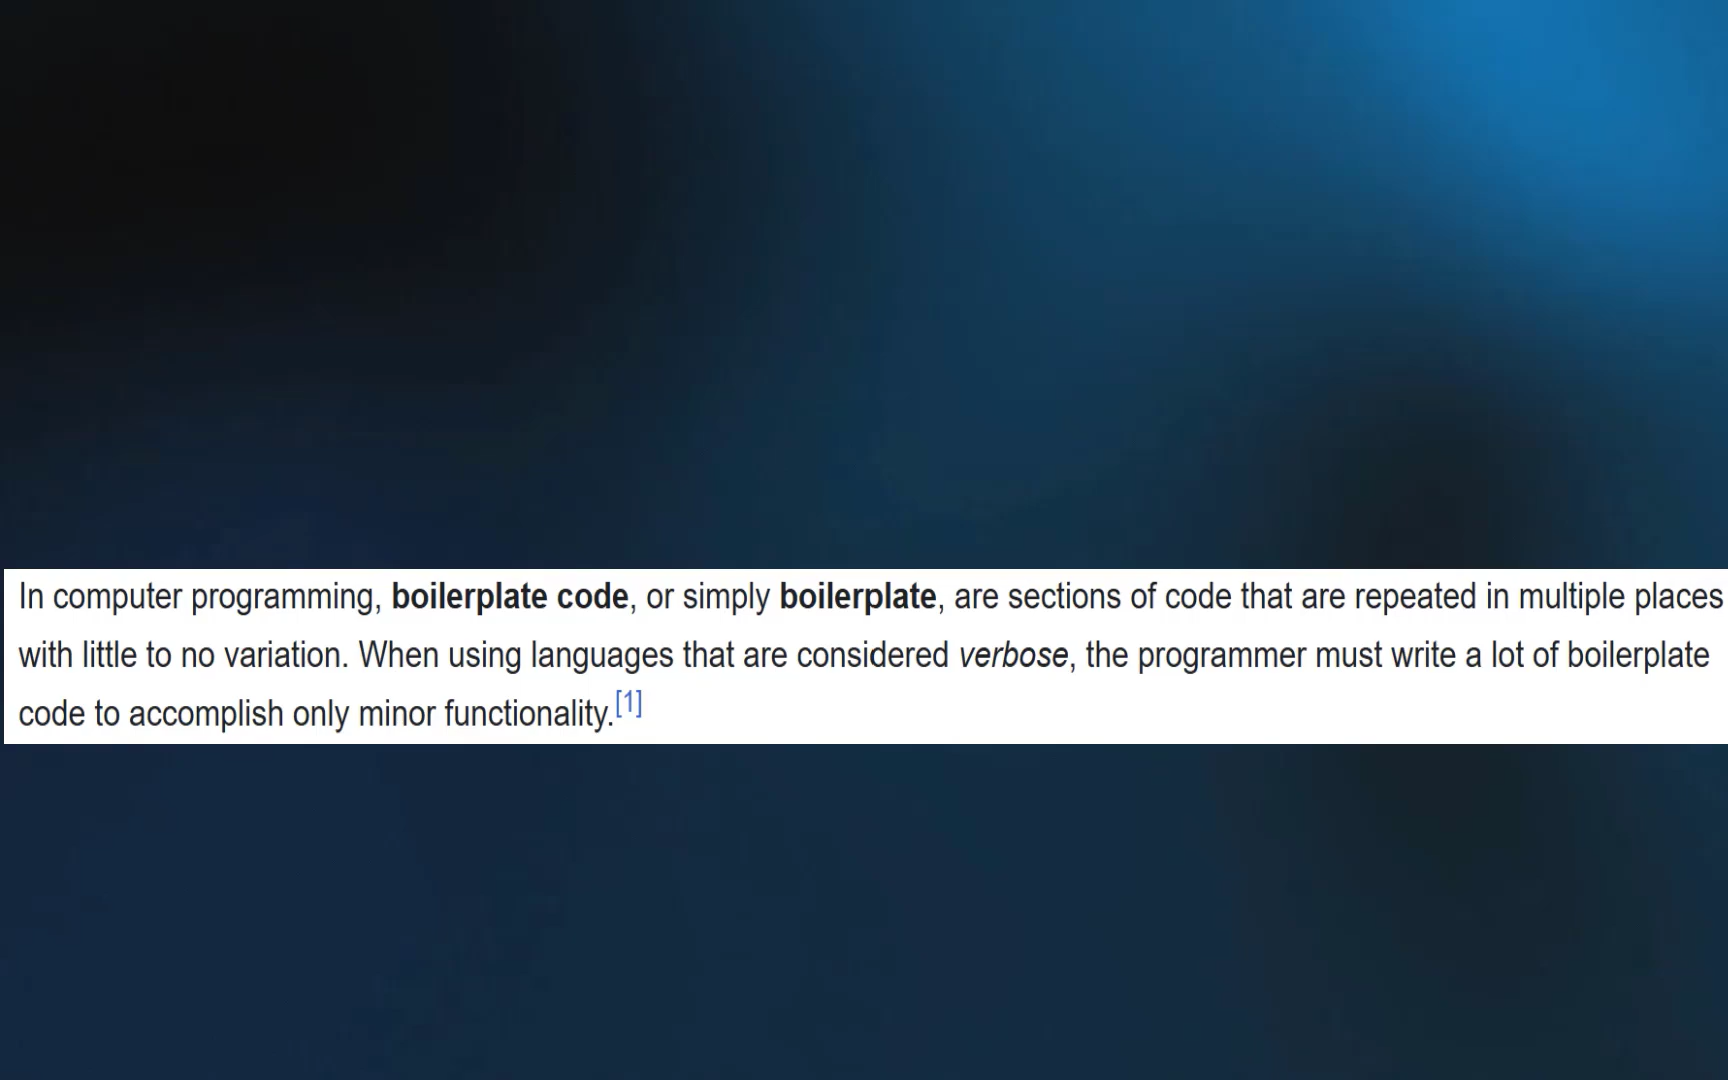 In computer programming, boilerplate code, or simply boilerplate, are sections of code that are repeated in multiple places
with little to no variation. When using languages that are considered verbose, the programmer must write a lot of boilerplate
code to accomplish only minor functionality.[1]